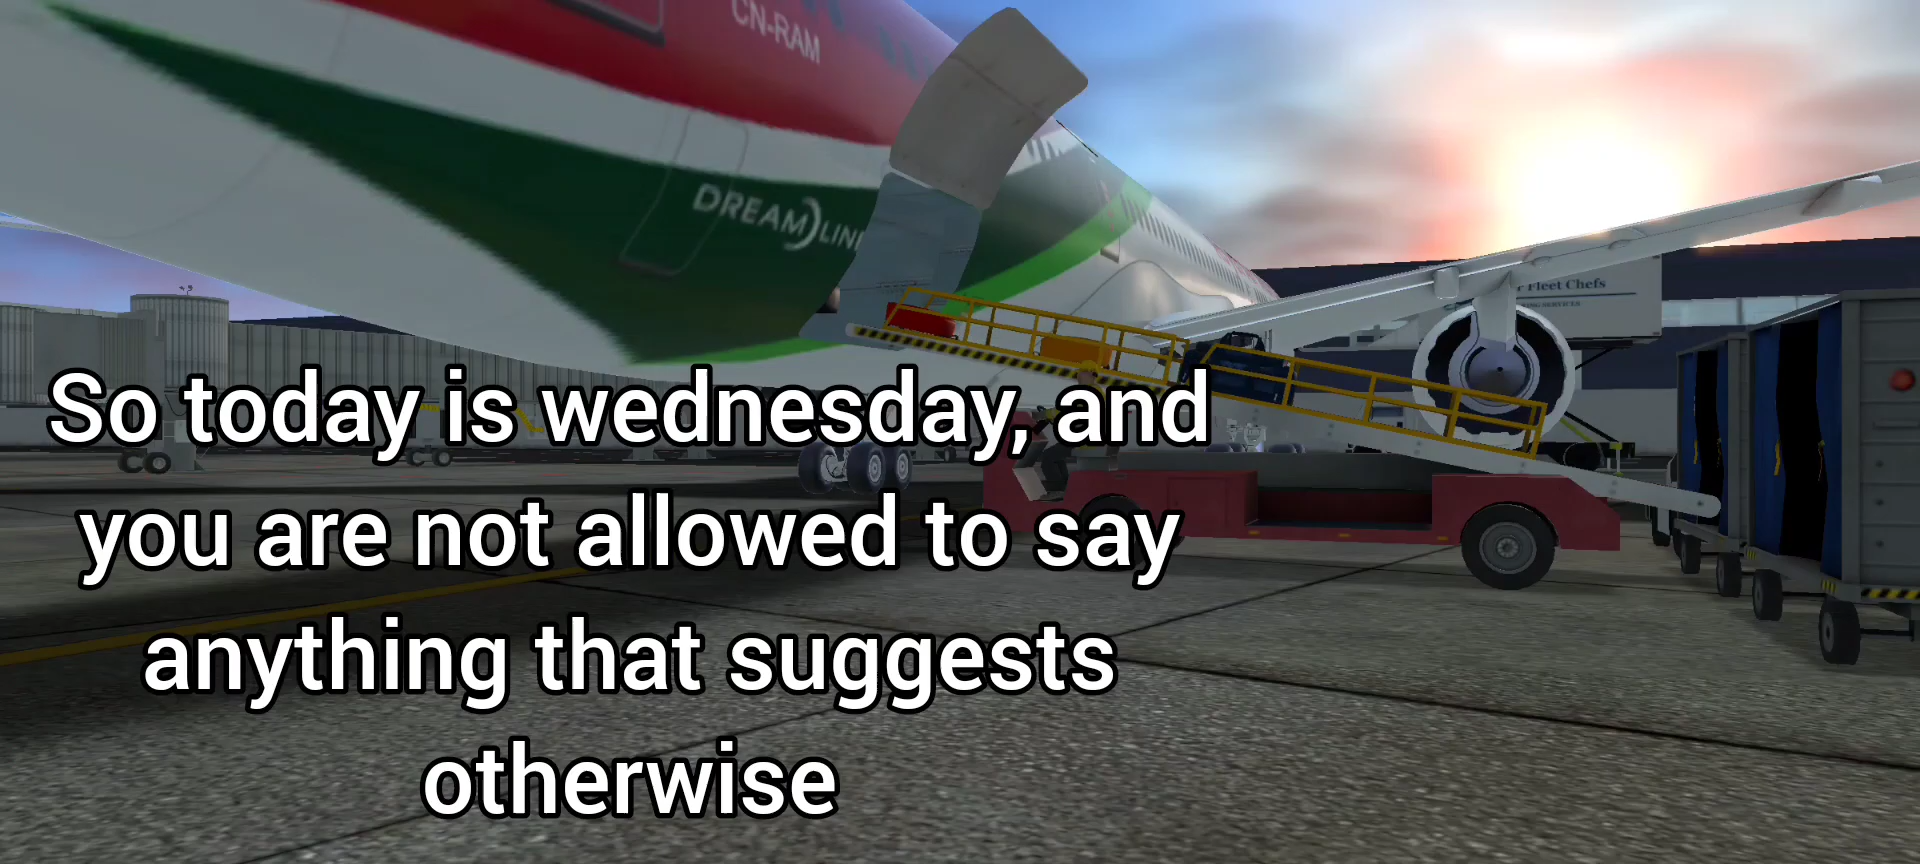 CN-RAM
DREAMLINE
Fleet Chefs
So today is wednesday, and
you are not allowed to say
anything that suggests
otherwise